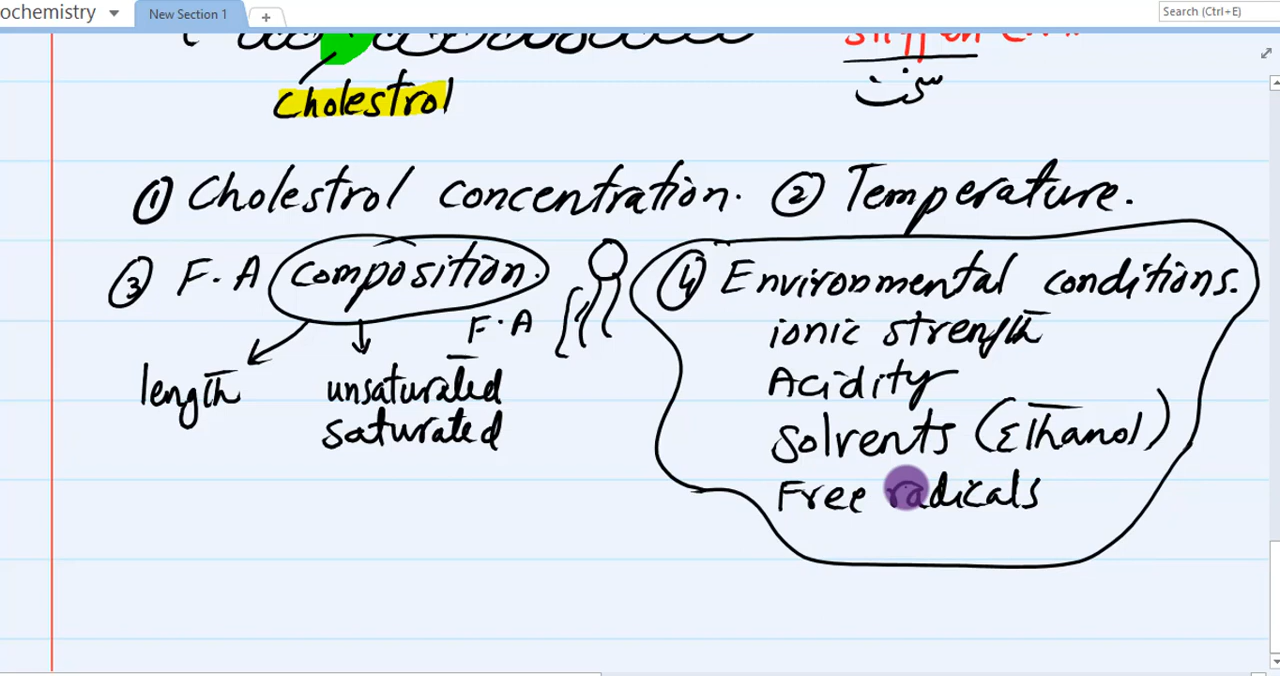 ochemistry
New Section 1
+
Search (Ctrl+E)
Cholestrol
سخت
① Cholestrol concentration. ② Temperature.
③ F.A composition. ④ Environmental conditions.
F.A
ionic strength
length
unsaturated
saturated
Acidity
Solvents (Ethanol)
Free radicals